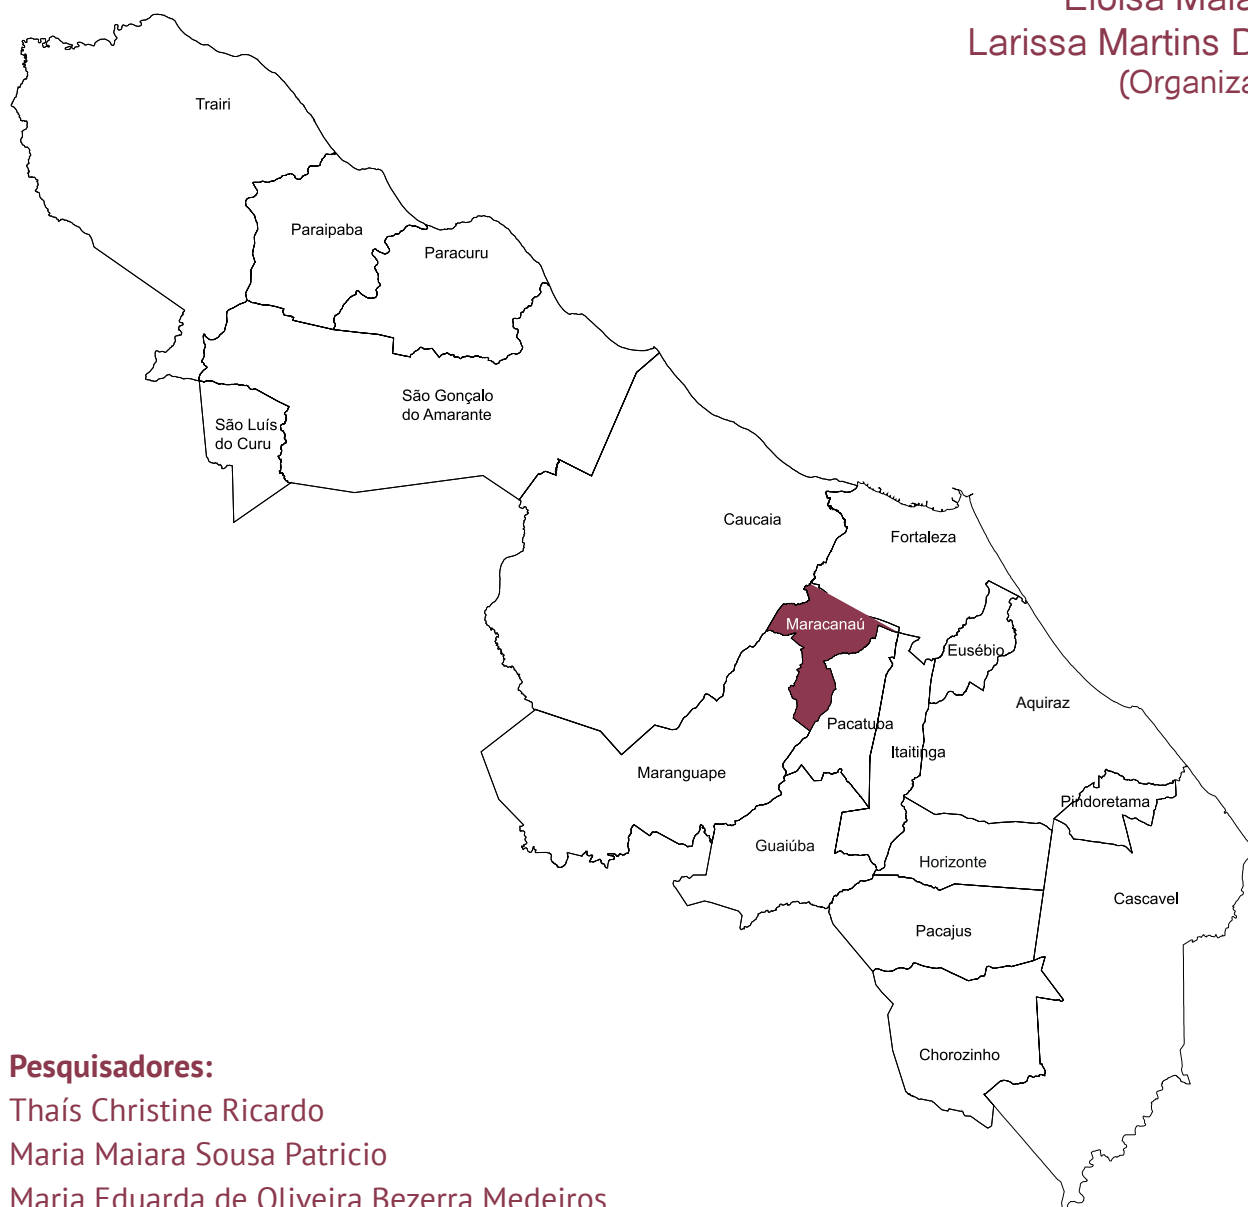 Eloisa Maia
Larissa Martins D
(Organiza
Trairi
Paraipaba
Paracuru
São Gonçalo
do Amarante
São Luís
do Curu
Caucaia
Fortaleza
Maracanaú
Eusébio
Aquiraz
Pacatuba
Itaitinga
Maranguape
Pindoretama
Guaiúba
Horizonte
Cascavel
Pacajus
Chorozinho
Pesquisadores:
Thaís Christine Ricardo
Maria Maiara Sousa Patricio
Maria Eduarda de Oliveira Bezerra Medeiros